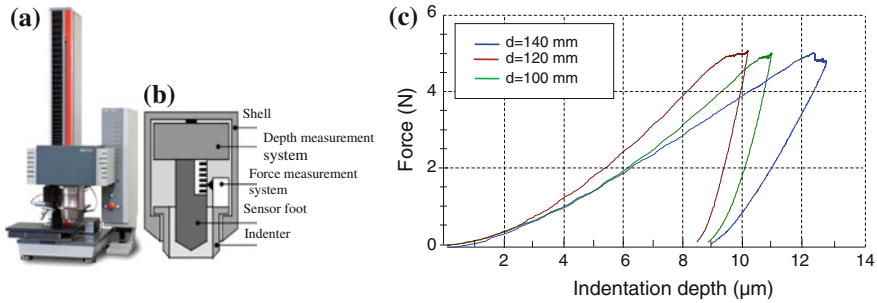 (a)
(b)
Shell
Depth measurement
system
Force measurement
system
Sensor foot
Indenter
(c)
6
4
2
0
Force (N)
d=140 mm
d=120 mm
d=100 mm
2 4 6 8 10 12 14
Indentation depth (μm)